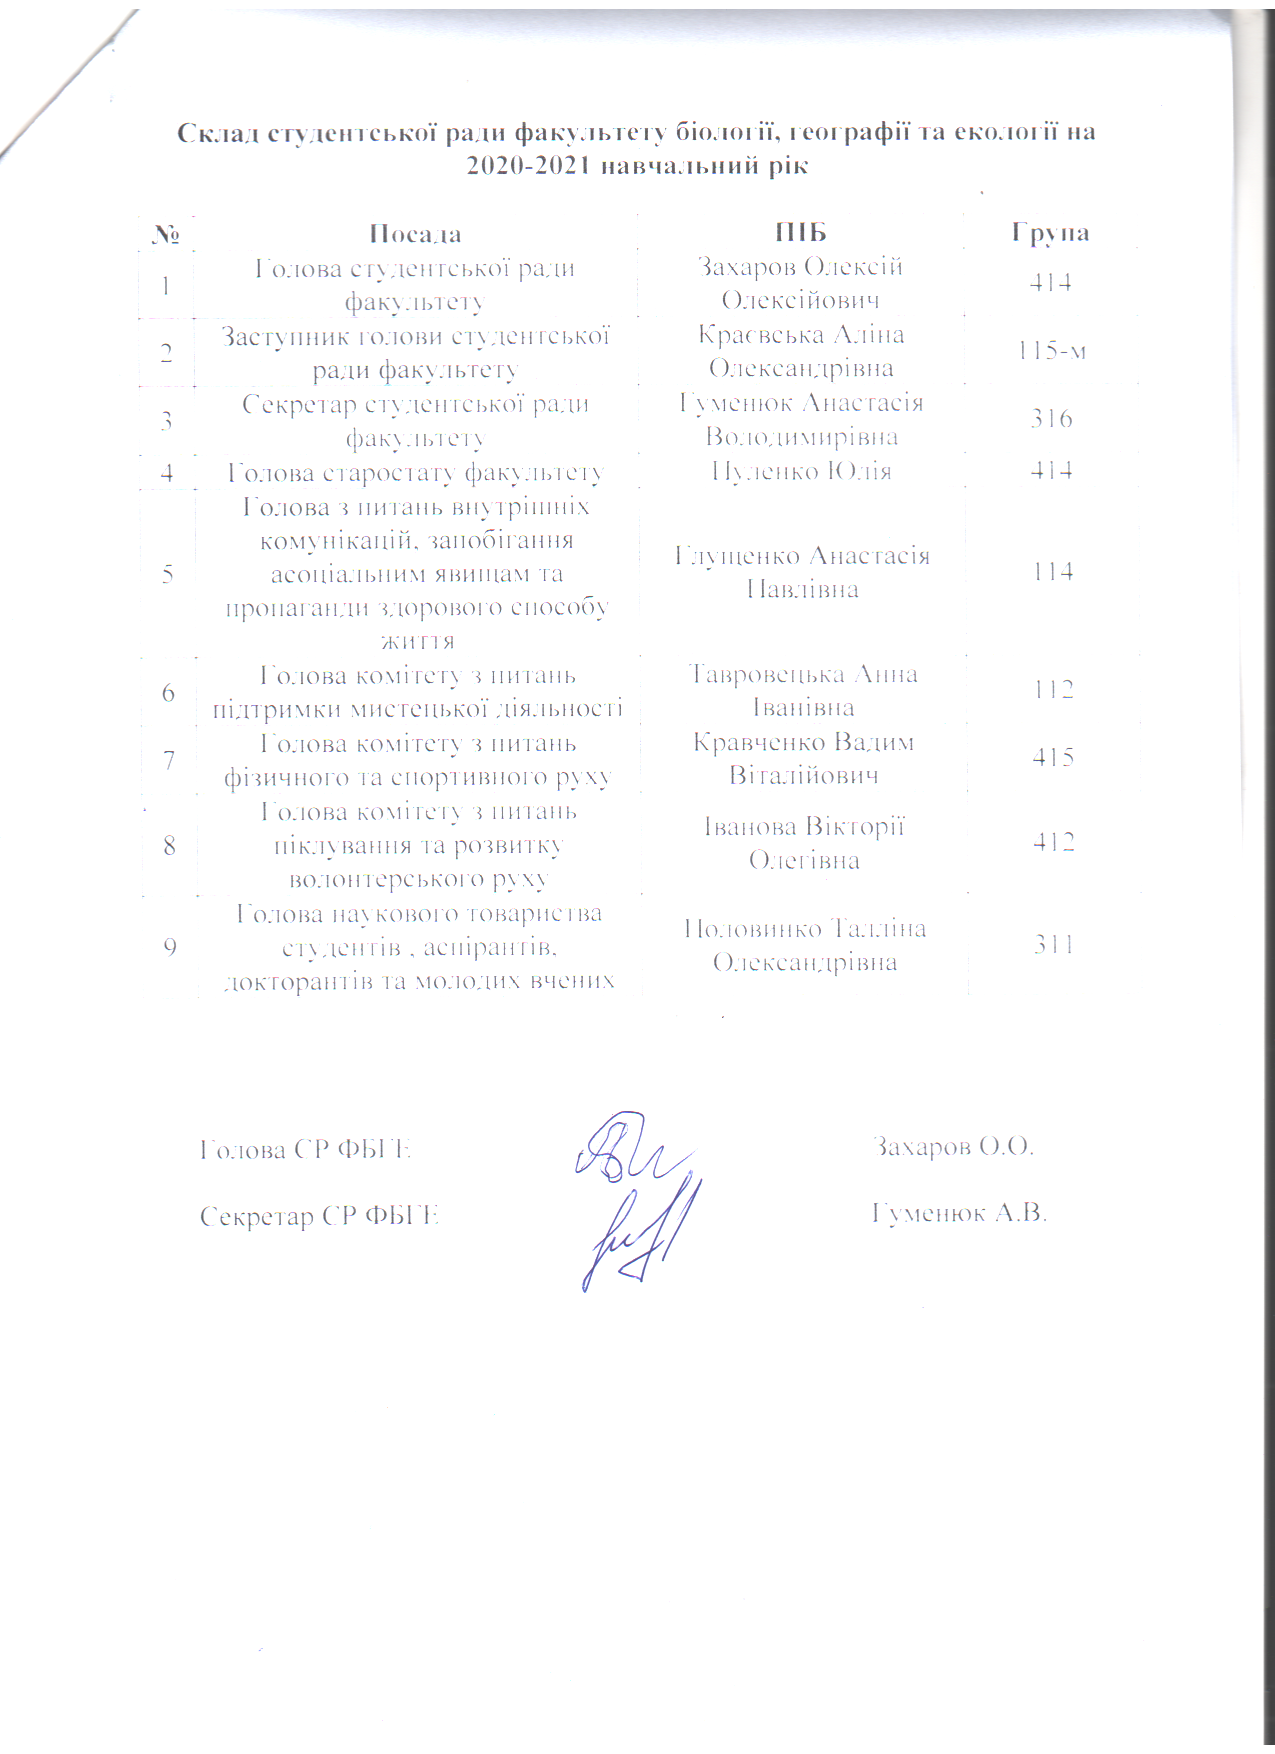 Склад студентської ради факультету біології, географії та екології на
2020-2021 навчальний рік
№ Посада ПІБ Група
1 Голова студентської ради факультету Захаров Олексій Олексійович 414
2 Заступник голови студентської ради факультету Краєвська Аліна Олександрівна 115-м
3 Секретар студентської ради факультету Гуменюк Анастасія Володимирівна 316
4 Голова старостату факультету Юлія 414
5 Голова з питань внутрішніх комунікацій, запобігання асоціальним явищам та пропаганди здорового способу життя Глущенко Анастасія Павлівна 114
6 Голова комітету з питань підтримки мистецької діяльності Тавровецька Анна Іванівна 112
7 Голова комітету з питань фізичного та спортивного руху Кравченко Вадим Віталійович 415
8 Голова комітету з питань піклування та розвитку волонтерського руху Іванова Вікторії Олегівна 412
9 Голова наукового товариства студентів , аспірантів, докторантів та молодих вчених Половинко Талліна Олександрівна 311
Голова СР ФБГЕ Захаров О.О.
Секретар СР ФБГЕ Гуменюк А.В.